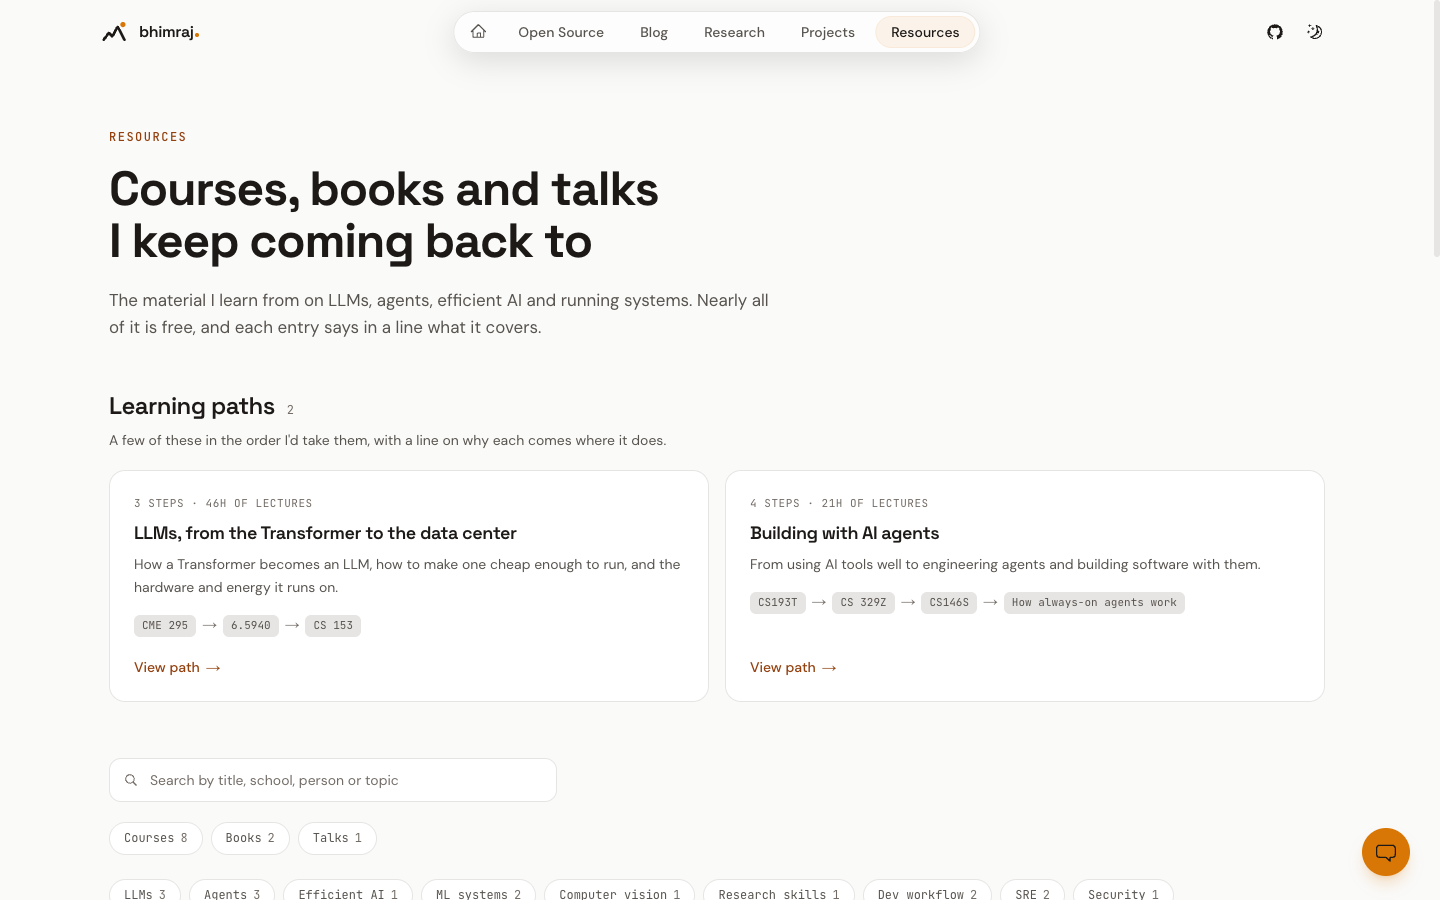 bhimraj.
Open Source
Blog
Research
Projects
Resources
RESOURCES
Courses, books and talks
I keep coming back to
The material I learn from on LLMs, agents, efficient AI and running systems. Nearly all
of it is free, and each entry says in a line what it covers.
Learning paths 2
A few of these in the order I'd take them, with a line on why each comes where it does.
3 STEPS · 46H OF LECTURES
LLMs, from the Transformer to the data center
How a Transformer becomes an LLM, how to make one cheap enough to run, and the
hardware and energy it runs on.
CME 295 → 6.5940 → CS 153
View path →
4 STEPS · 21H OF LECTURES
Building with AI agents
From using AI tools well to engineering agents and building software with them.
CS193T → CS 329Z → CS146S → How always-on agents work
View path →
Search by title, school, person or topic
Courses 8
Books 2
Talks 1
LLMs 3
Agents 3
Efficient AI 1
ML systems 2
Computer vision 1
Research skills 1
Dev workflow 2
SRE 2
Security 1